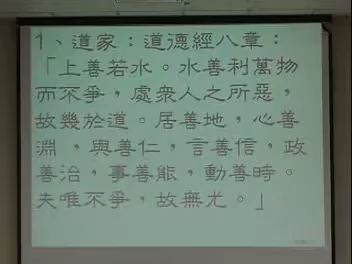 1、道家：道德經八章：
「上善若水。水善利萬物
而不爭，處衆人之所惡，
故幾於道。居善地，心善
淵，與善仁，言善信，政
善治，事善能，動善時。
夫唯不爭，故無尤。」